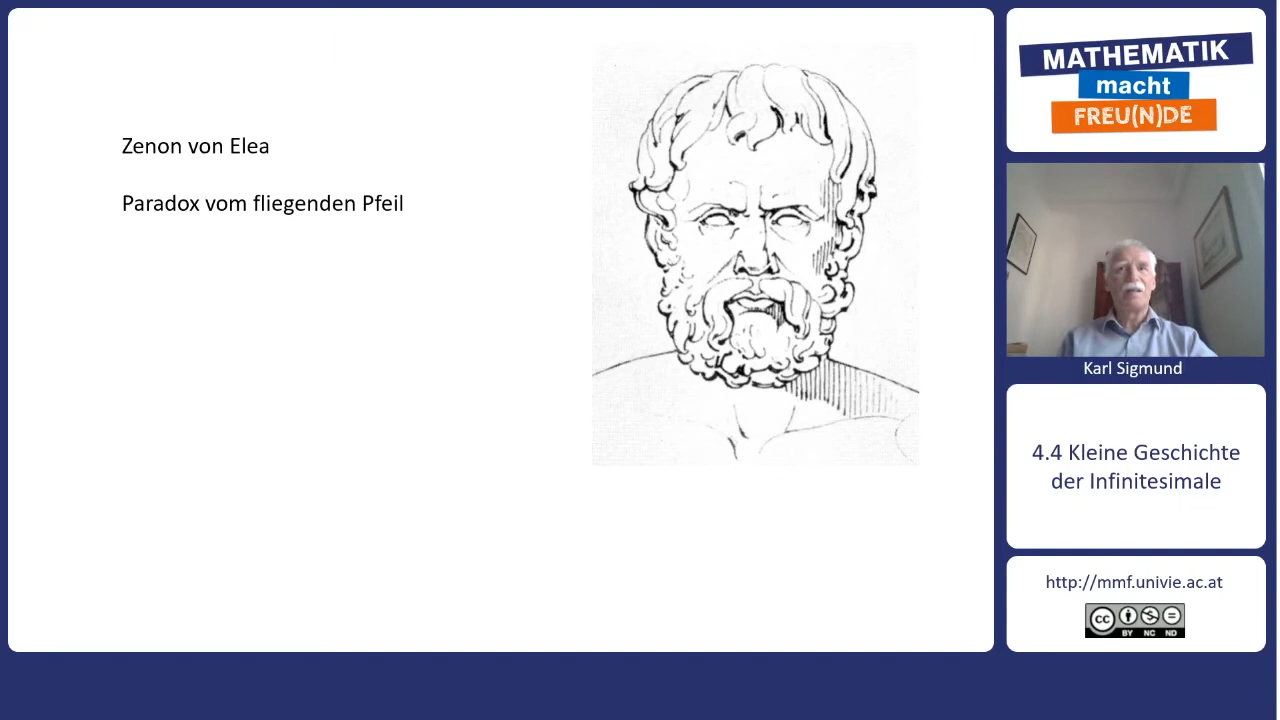 Zenon von Elea
Paradox vom fliegenden Pfeil
MATHEMATIK
macht
FREU(N)DE
Karl Sigmund
4.4 Kleine Geschichte
der Infinitesimale
http://mmf.univie.ac.at
cc
BY NC ND